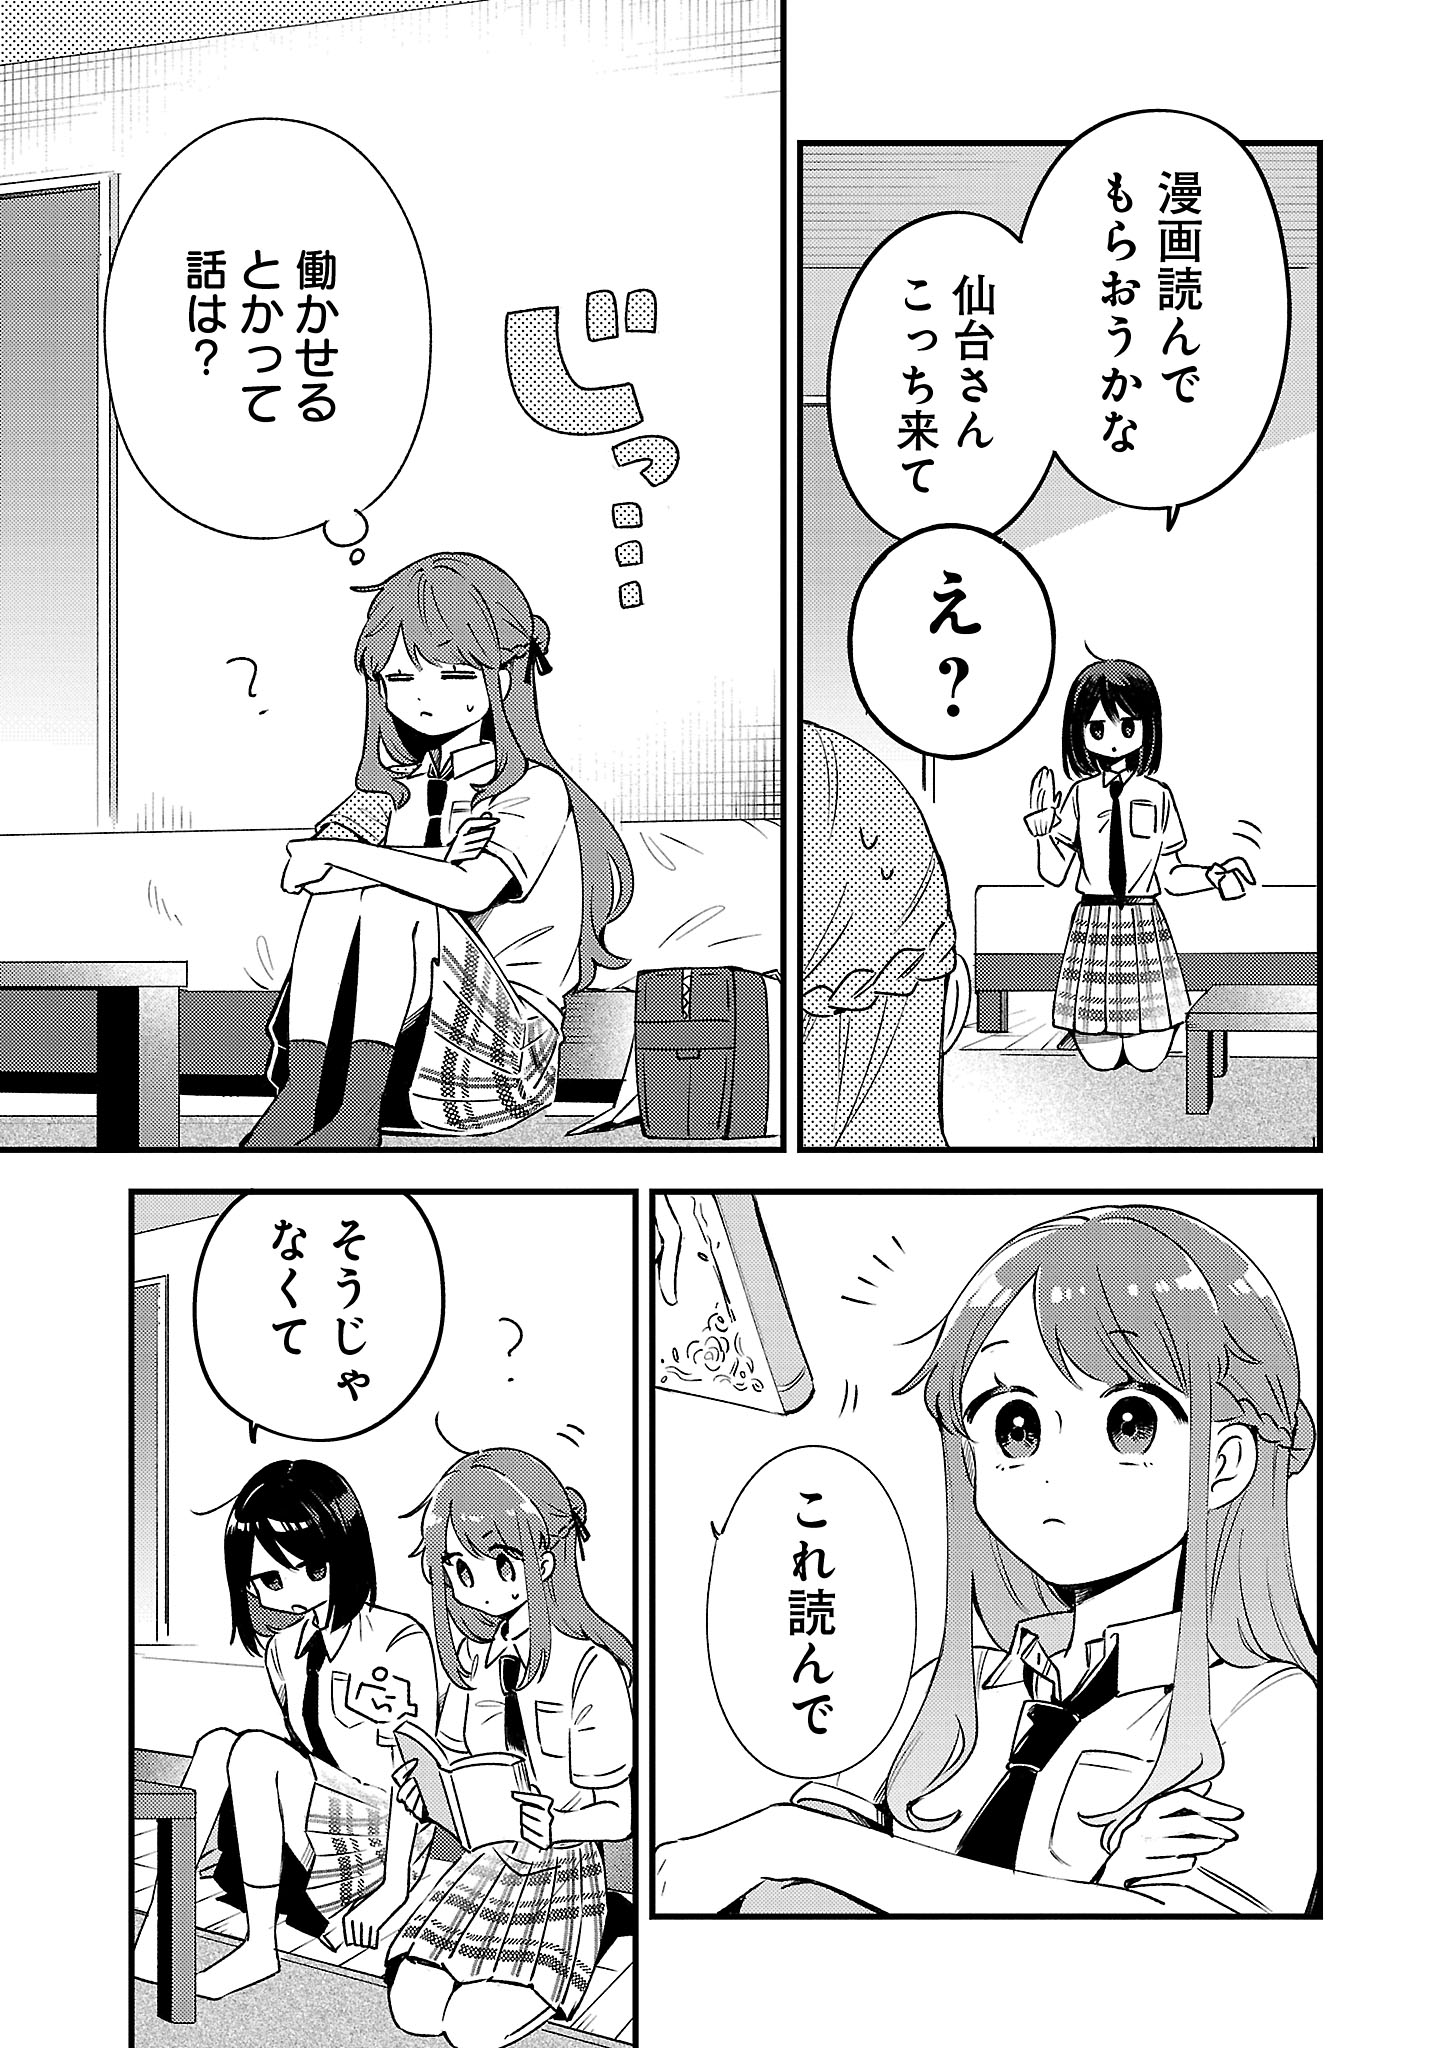 漫画読んで
もらおうかな
仙台さん
こっち来て
え？
じっ……
働かせる
とかって
話は？
？
これ読んで
そうじゃ
なくて
？